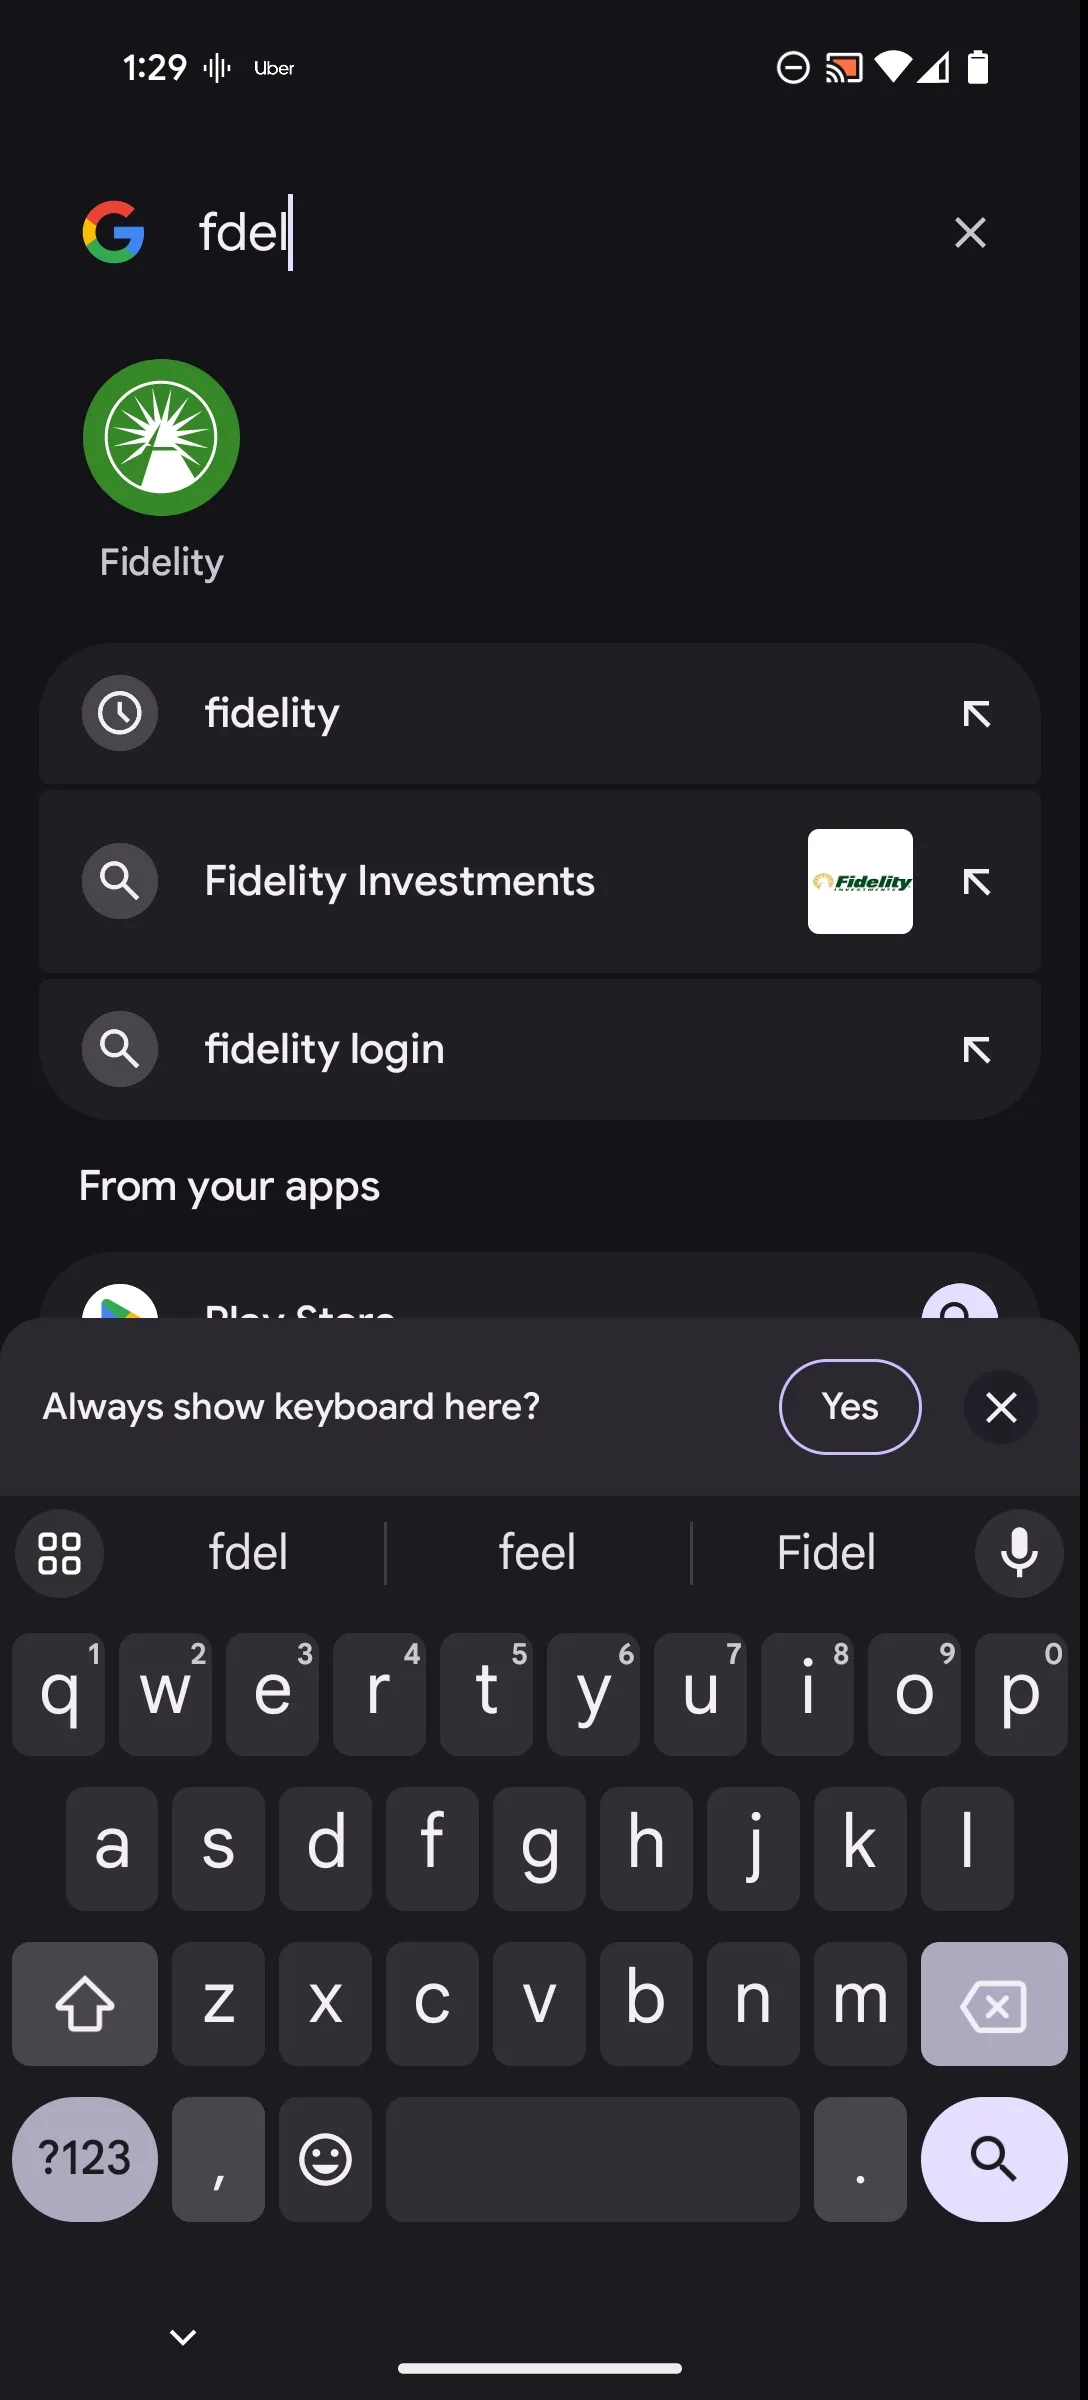 1:29 Uber
fdel
Fidelity
fidelity
Fidelity Investments
Fidelity
INVESTMENTS
fidelity login
From your apps
Play Store
Always show keyboard here?
Yes
fdel feel Fidel
q1 w2 e3 r4 t5 y6 u7 i8 o9 p0
a s d f g h j k l
z x c v b n m
?123 , .